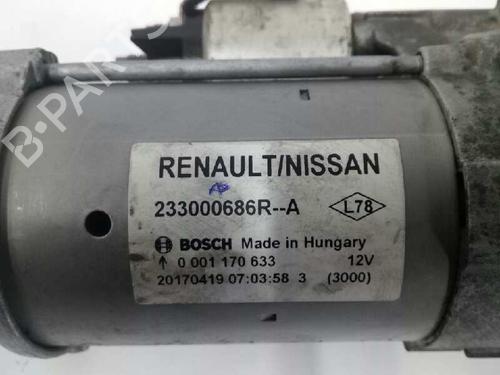 RENAULT/NISSAN
233000686R--A L78
BOSCH Made in Hungary
↑ 0 001 170 633 12V
20170419 07:03:58 3 (3000)